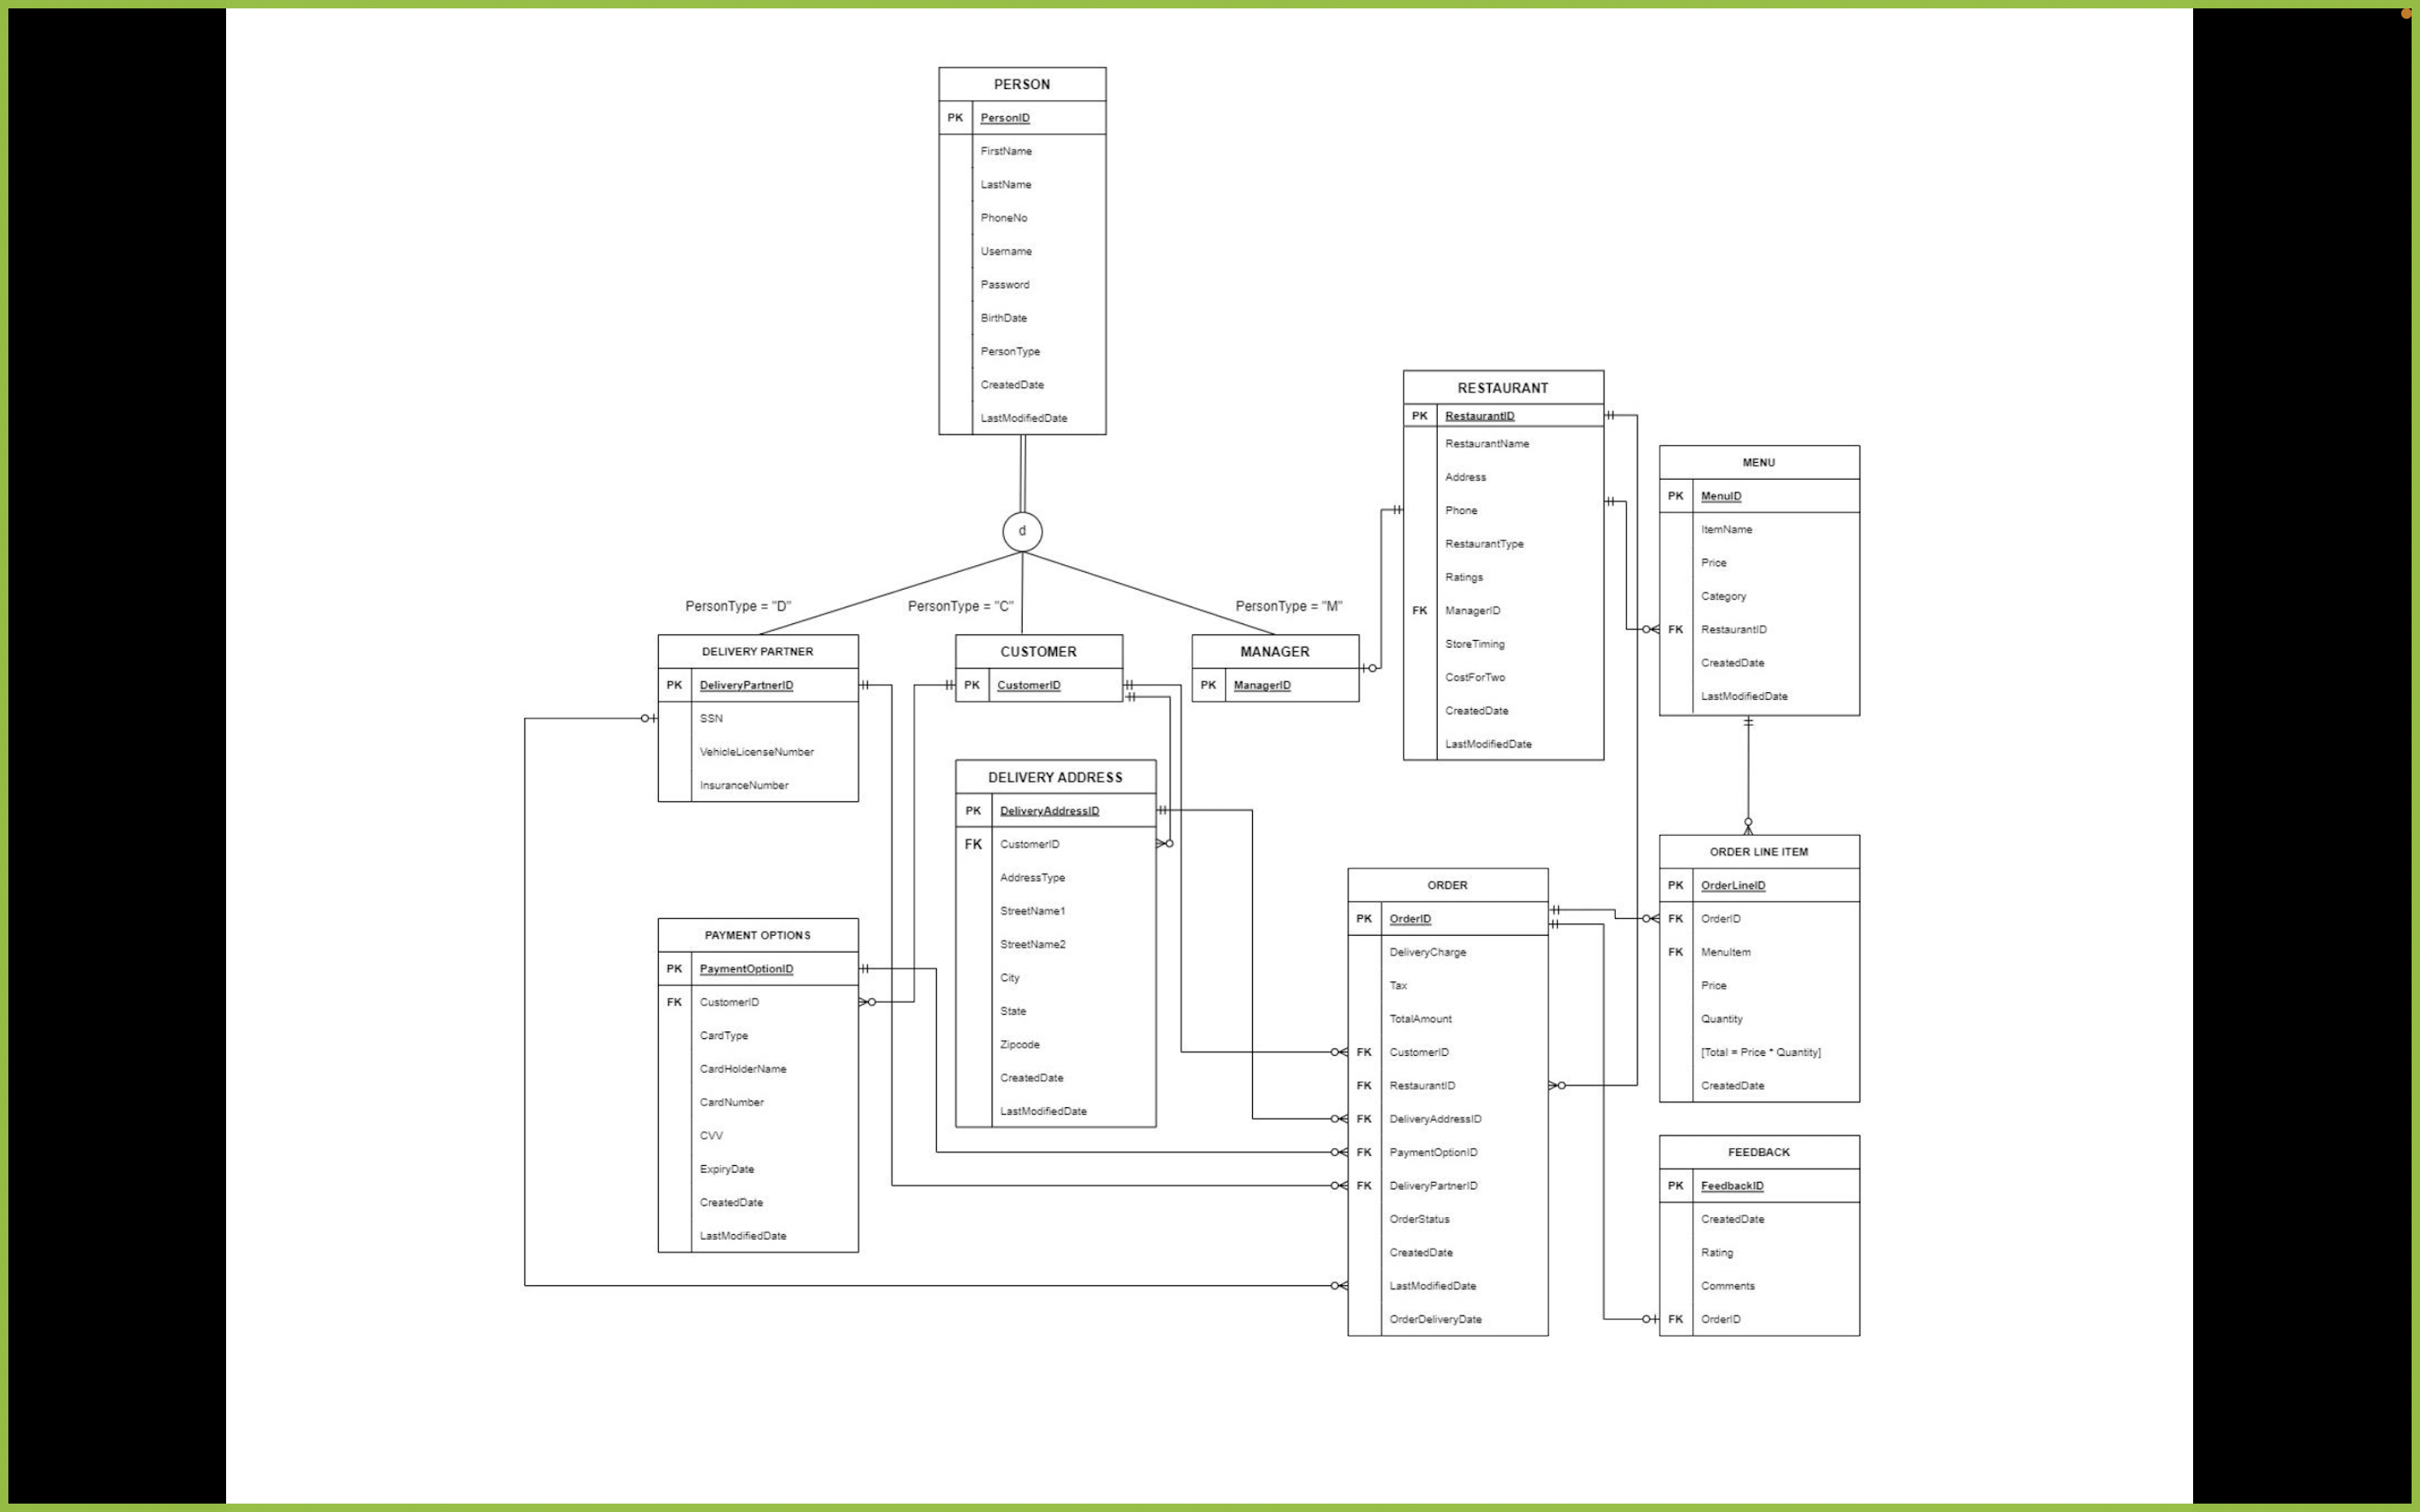 PERSON
PK PersonID
FirstName
LastName
PhoneNo
Username
Password
BirthDate
PersonType
CreatedDate
LastModifiedDate
d
PersonType = "D"
PersonType = "C"
PersonType = "M"
DELIVERY PARTNER
PK DeliveryPartnerID
SSN
VehicleLicenseNumber
InsuranceNumber
CUSTOMER
PK CustomerID
MANAGER
PK ManagerID
RESTAURANT
PK RestaurantID
RestaurantName
Address
Phone
RestaurantType
Ratings
FK ManagerID
StoreTiming
CostForTwo
CreatedDate
LastModifiedDate
MENU
PK MenuID
ItemName
Price
Category
FK RestaurantID
CreatedDate
LastModifiedDate
DELIVERY ADDRESS
PK DeliveryAddressID
FK CustomerID
AddressType
StreetName1
StreetName2
City
State
Zipcode
CreatedDate
LastModifiedDate
PAYMENT OPTIONS
PK PaymentOptionID
FK CustomerID
CardType
CardHolderName
CardNumber
CVV
ExpiryDate
CreatedDate
LastModifiedDate
ORDER
PK OrderID
DeliveryCharge
Tax
TotalAmount
FK CustomerID
FK RestaurantID
FK DeliveryAddressID
FK PaymentOptionID
FK DeliveryPartnerID
OrderStatus
CreatedDate
LastModifiedDate
OrderDeliveryDate
ORDER LINE ITEM
PK OrderLineID
FK OrderID
FK MenuItem
Price
Quantity
[Total = Price * Quantity]
CreatedDate
FEEDBACK
PK FeedbackID
CreatedDate
Rating
Comments
FK OrderID